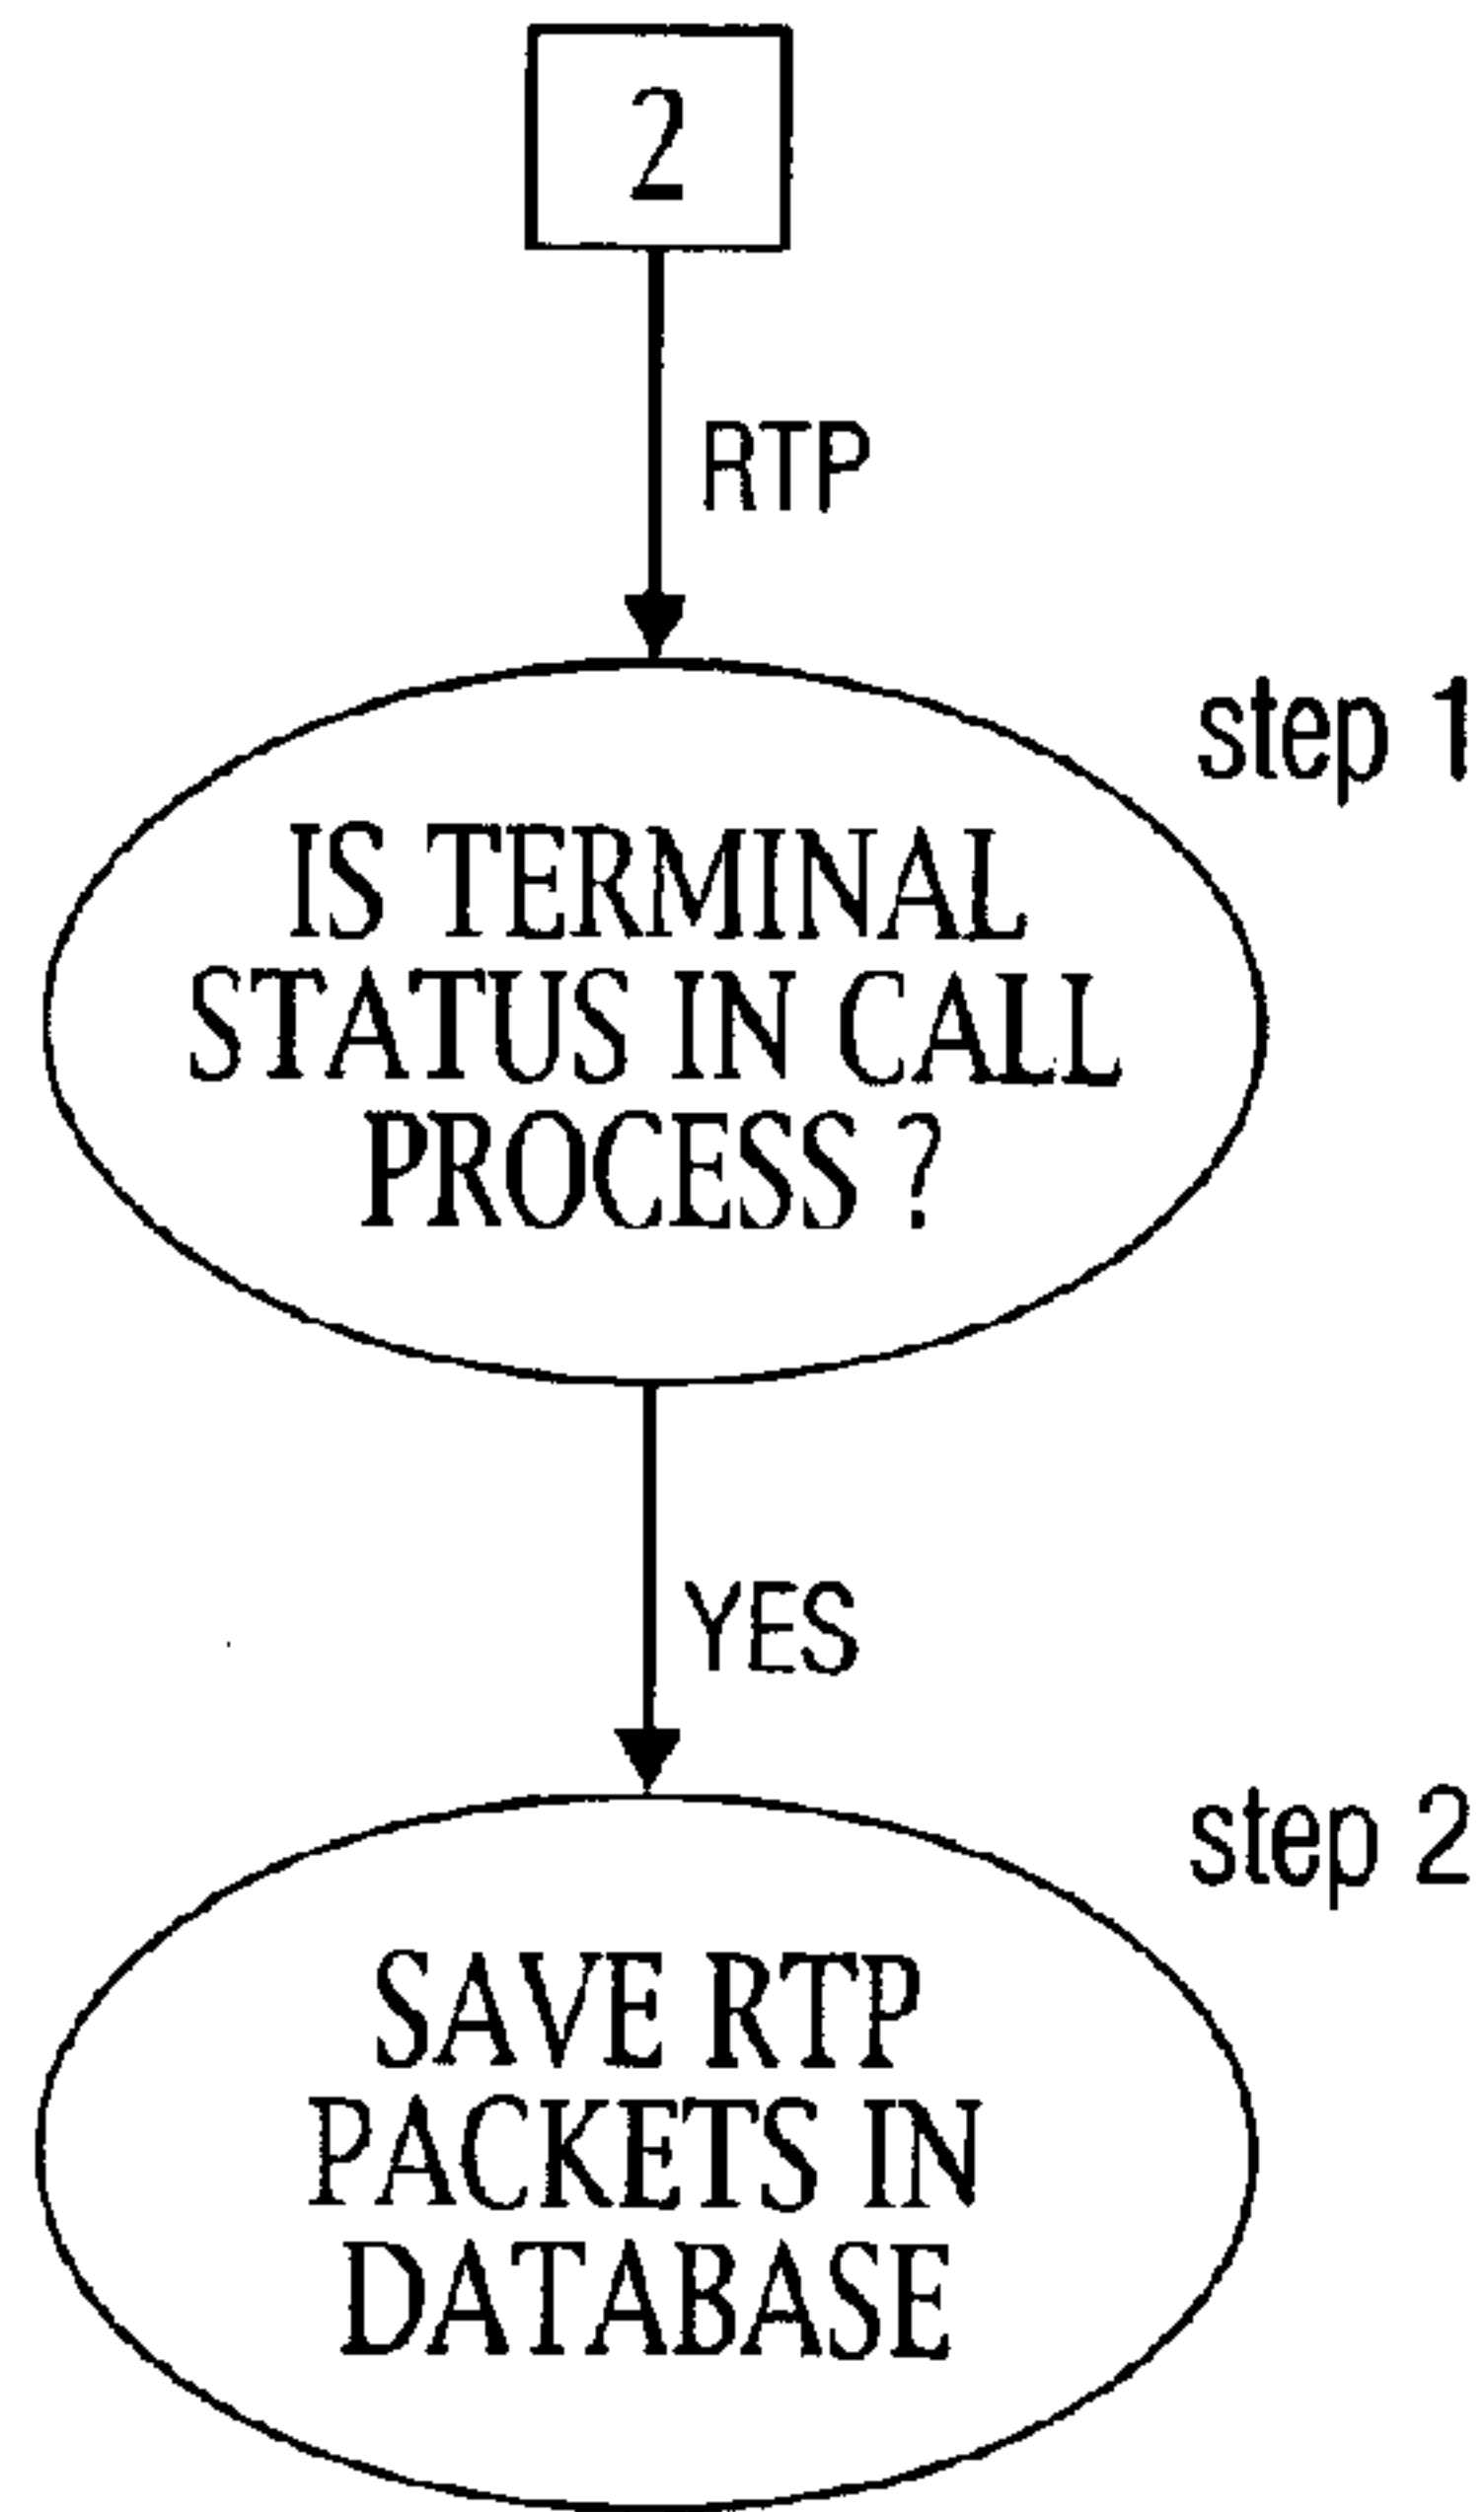 2
RTP
step 1
IS TERMINAL
STATUS IN CALL
PROCESS ?
YES
step 2
SAVE RTP
PACKETS IN
DATABASE